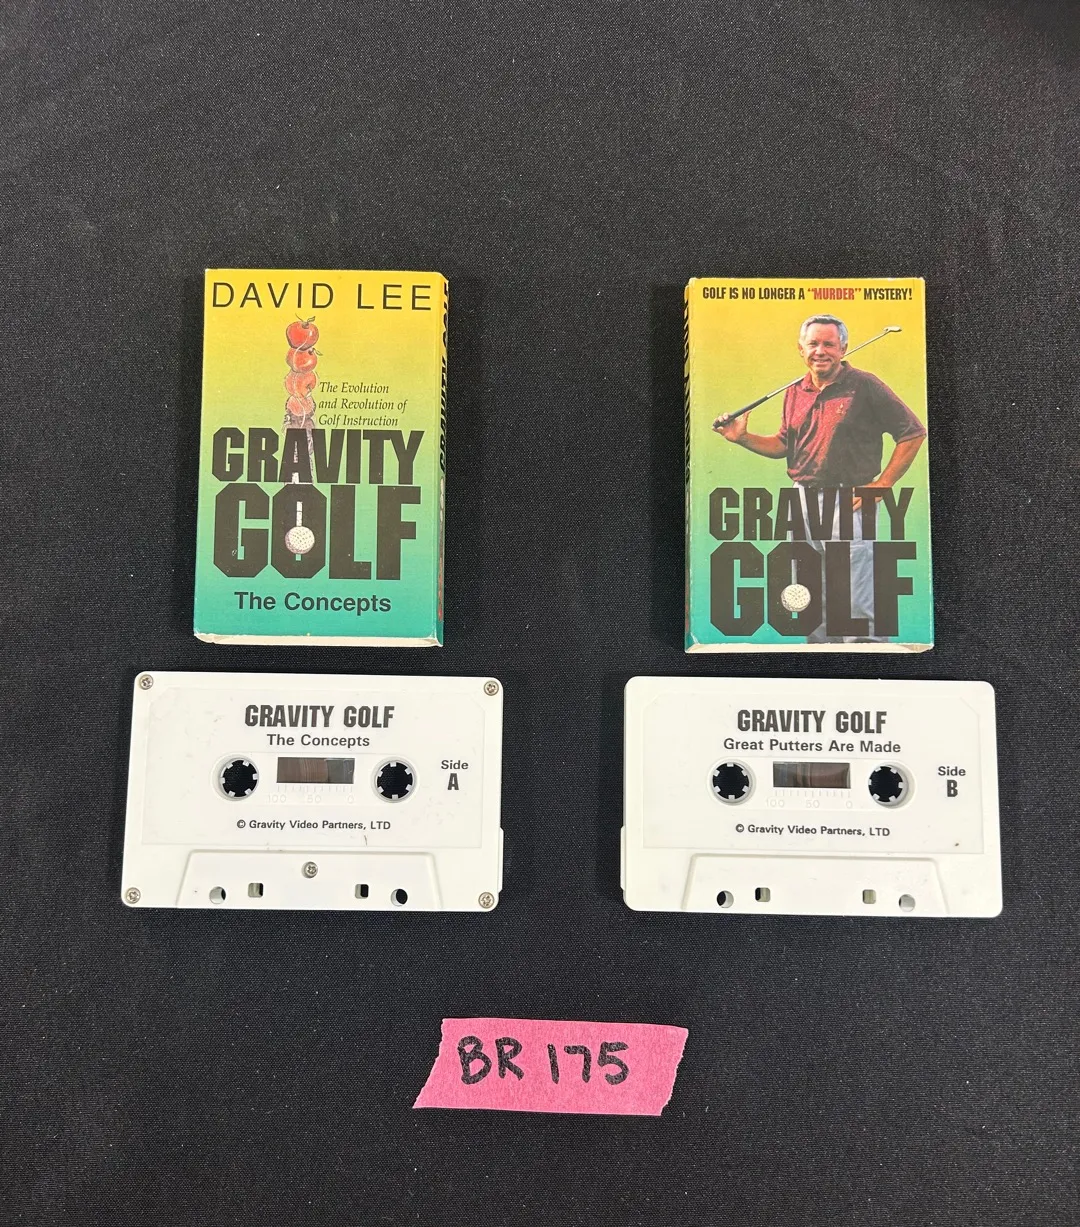 DAVID LEE
The Evolution
and Revolution of
Golf Instruction
GRAVITY
GOLF
The Concepts
GOLF IS NO LONGER A "MURDER" MYSTERY!
GRAVITY
GOLF
GRAVITY GOLF
The Concepts
Side
A
100 50 0
© Gravity Video Partners, LTD
GRAVITY GOLF
Great Putters Are Made
Side
B
100 50 0
© Gravity Video Partners, LTD
BR 175